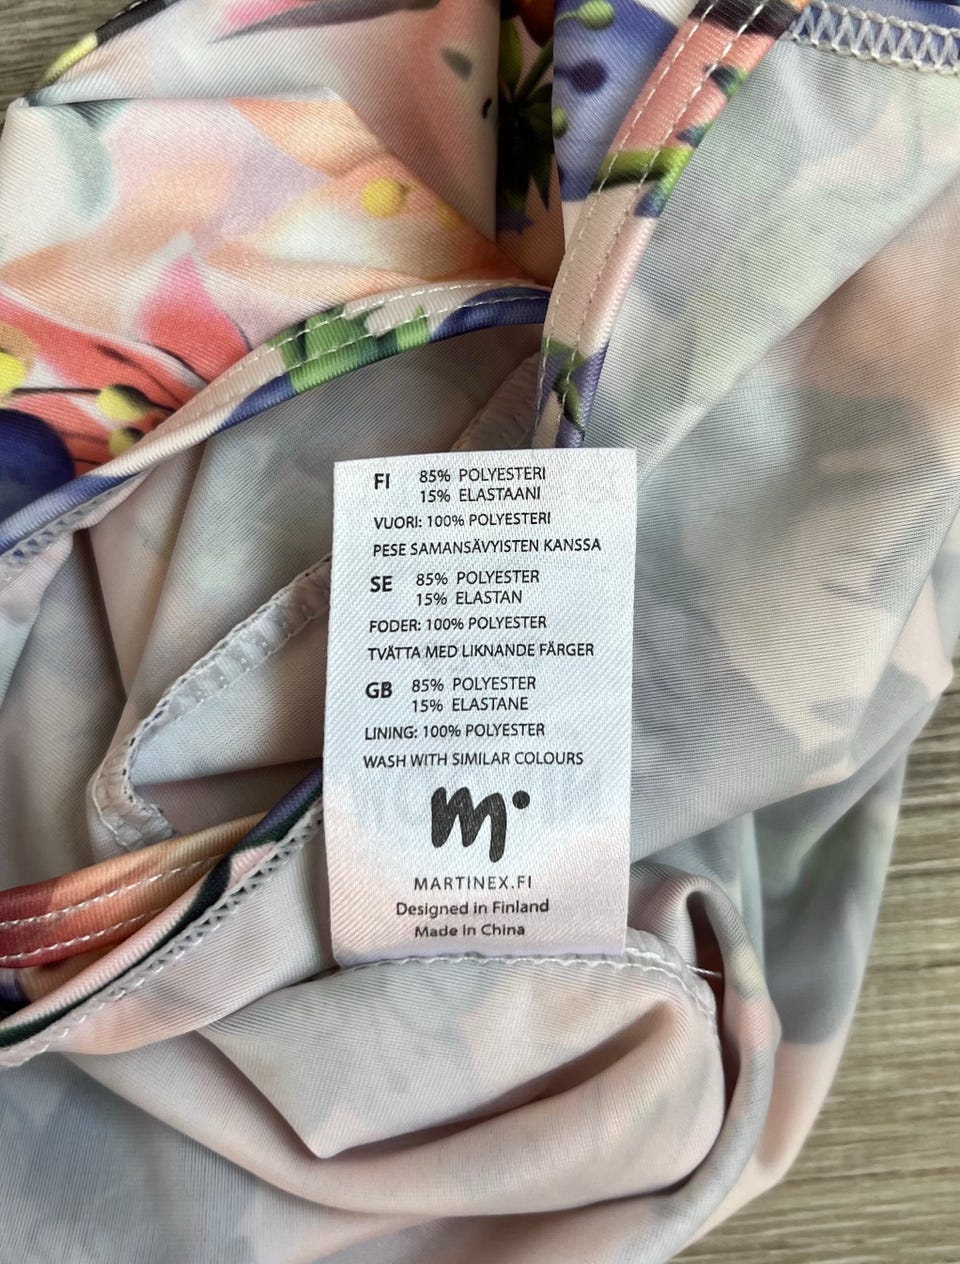 FI 85% POLYESTERI
15% ELASTAANI
VUORI: 100% POLYESTERI
PESE SAMANSÄVYISTEN KANSSA
SE 85% POLYESTER
15% ELASTAN
FODER: 100% POLYESTER
TVÄTTA MED LIKNANDE FÄRGER
GB 85% POLYESTER
15% ELASTANE
LINING: 100% POLYESTER
WASH WITH SIMILAR COLOURS
m
MARTINEX.FI
Designed in Finland
Made in China